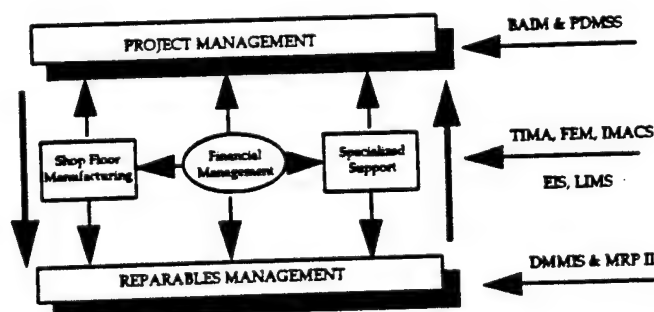 PROJECT MANAGEMENT
BAIM & PDMSS
Shop Floor
Manufacturing
Financial
Management
Specialized
Support
TIMA, FEM, IMACS
EIS, LIMS
REPARABLES MANAGEMENT
DMMIS & MRP II